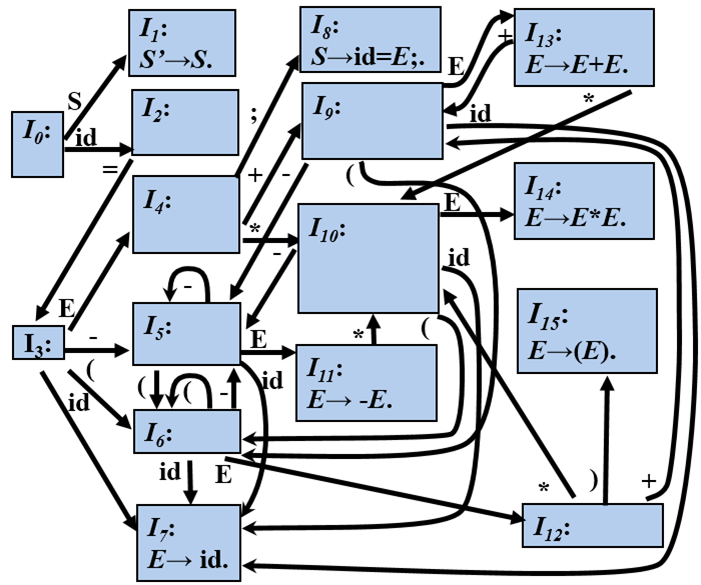 I1:
S'→S.
I8:
S→id=E;.
I13:
E→E+E.
E
+
S
I0:
id
I2:
;
I9:
id
*
=
+
-
(
I4:
I14:
E→E*E.
E
*
I10:
-
id
E
-
I15:
E→(E).
I3:
-
I5:
E
(
*
I11:
E→ -E.
(
id
(
(
-
id
I6:
id
E
*
)
+
I7:
E→ id.
I12: